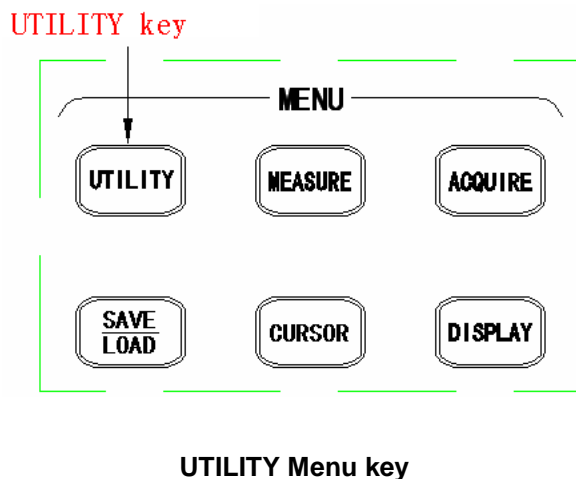 UTILITY key
MENU
UTILITY MEASURE ACQUIRE
SAVE
LOAD
CURSOR DISPLAY
UTILITY Menu key